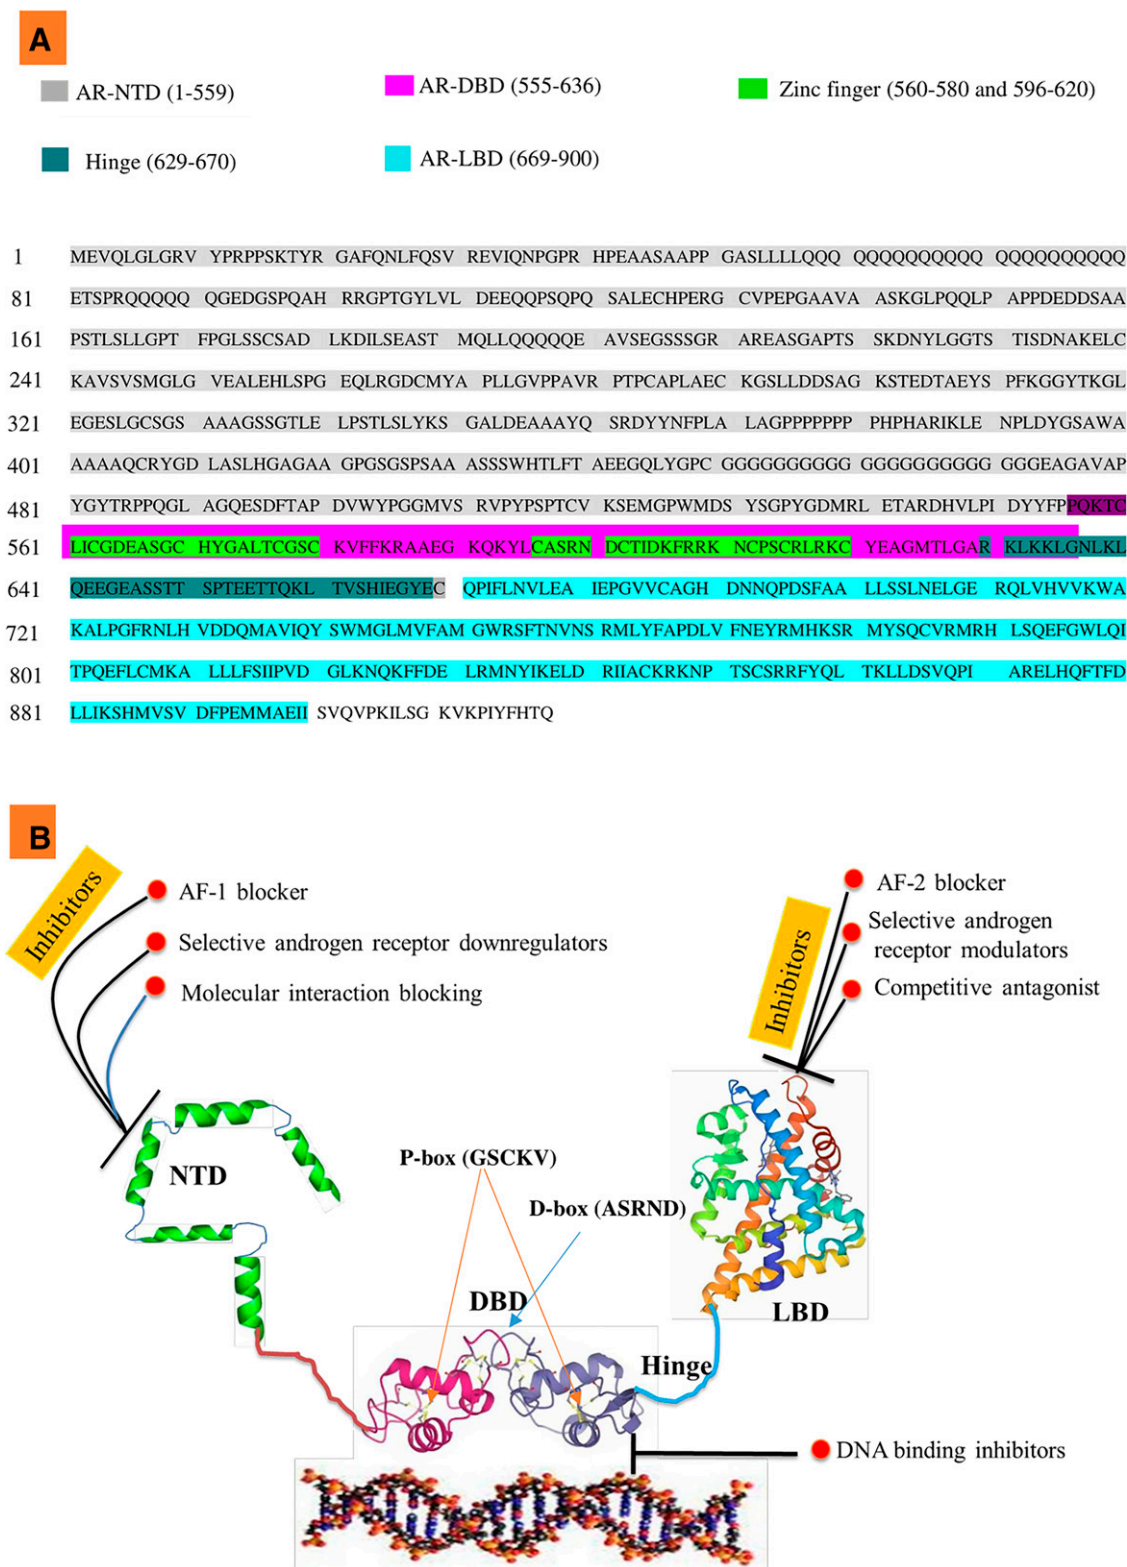 A
AR-NTD (1-559)
AR-DBD (555-636)
Zinc finger (560-580 and 596-620)
Hinge (629-670)
AR-LBD (669-900)
1 MEVQLGLGRV YPRPPSKTYR GAFQNLFQSV REVIQNPGPR HPEAASAAPP GASLLLLQQQ QQQQQQQQQQ QQQQQQQQQQ
81 ETSPRQQQQQ QGEDGSPQAH RRGPTGYLVL DEEQQPSQPQ SALECHPERG CVPEPGAAVA ASKGLPQQLP APPDEDDSAA
161 PSTLSLLGPT FPGLSSCSAD LKDILSEAST MQLLQQQQQE AVSEGSSSGR AREASGAPTS SKDNYLGGTS TISDNAKELC
241 KAVSVSMGLG VEALEHLSPG EQLRGDCMYA PLLGVPPAVR PTPCAPLAEC KGSLLDDSAG KSTEDTAEYS PFKGGYTKGL
321 EGESLGCSGS AAAGSSGTLE LPSTLSLYKS GALDEAAAYQ SRDYYNFPLA LAGPPPPPPP PHPHARIKLE NPLDYGSAWA
401 AAAAQCRYGD LASLHGAGAA GPGSGSPSAA ASSSWHTLFT AEEGQLYGPC GGGGGGGGGG GGGGGGGGGG GGGEAGAVAP
481 YGYTRPPQGL AGQESDFTAP DVWYPGGMVS RVPYPSPTCV KSEMGPWMDS YSGPYGDMRL ETARDHVLPI DYYFPPQKTC
561 LICGDEASGC HYGALTCGSC KVFFKRAAEG KQKYLCASRN DCTIDKFRRK NCPSCRLRKC YEAGMTLGAR KLKKLGNLKL
641 QEEGEASSTT SPTEETTQKL TVSHIEGYEC QPIFLNVLEA IEPGVVCAGH DNNQPDSFAA LLSSLNELGE RQLVHVVKWA
721 KALPGFRNLH VDDQMAVIQY SWMGLMVFAM GWRSFTNVNS RMLYFAPDLV FNEYRMHKSR MYSQCVRMRH LSQEFGWLQI
801 TPQEFLCMKA LLLFSIIPVD GLKNQKFFDE LRMNYIKELD RIIACKRKNP TSCSRRFYQL TKLLDSVQPI ARELHQFTFD
881 LLIKSHMVSV DFPEMMAEII SVQVPKILSG KVKPIYFHTQ
B
Inhibitors
AF-1 blocker
Selective androgen receptor downregulators
Molecular interaction blocking
Inhibitors
AF-2 blocker
Selective androgen
receptor modulators
Competitive antagonist
NTD
P-box (GSCKV)
D-box (ASRND)
DBD
LBD
Hinge
DNA binding inhibitors